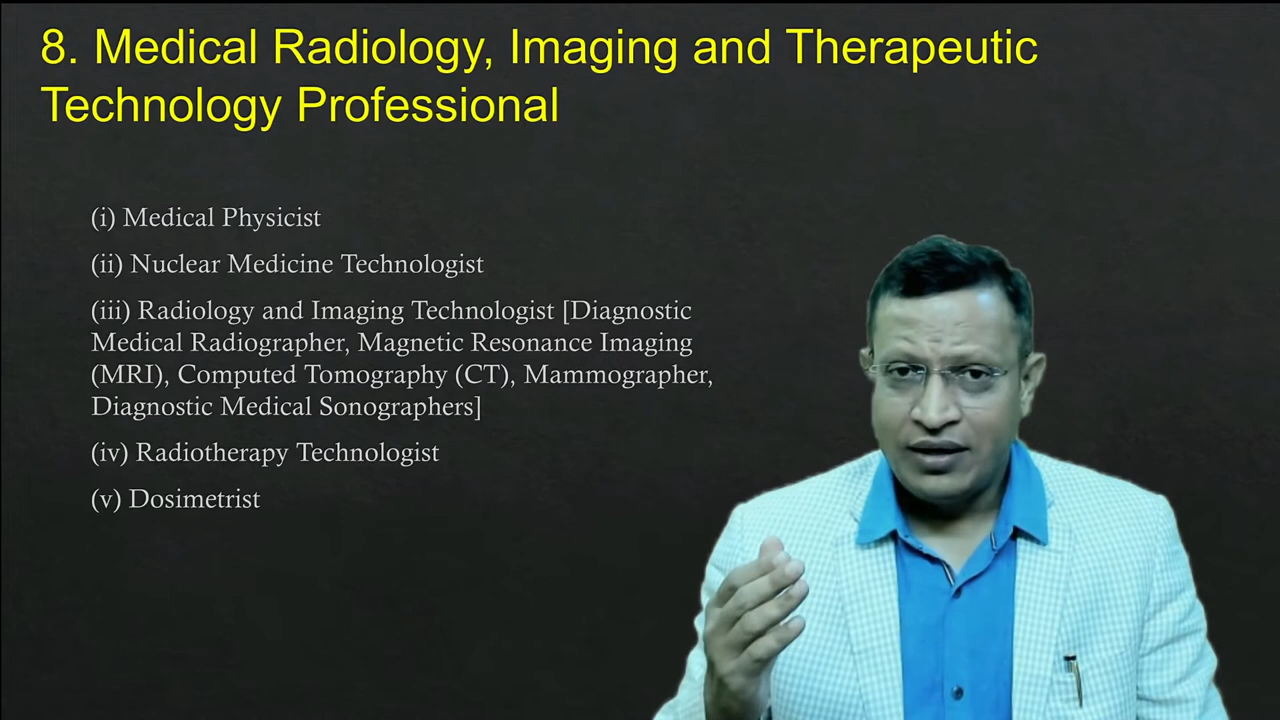 8. Medical Radiology, Imaging and Therapeutic
Technology Professional
(i) Medical Physicist
(ii) Nuclear Medicine Technologist
(iii) Radiology and Imaging Technologist [Diagnostic
Medical Radiographer, Magnetic Resonance Imaging
(MRI), Computed Tomography (CT), Mammographer,
Diagnostic Medical Sonographers]
(iv) Radiotherapy Technologist
(v) Dosimetrist